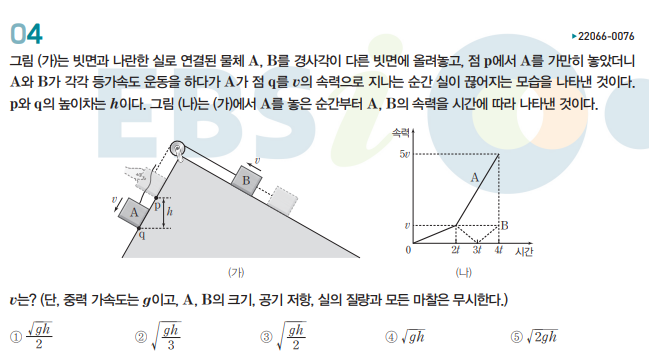 04
▶22066-0076
그림 (가)는 빗면과 나란한 실로 연결된 물체 A, B를 경사각이 다른 빗면에 올려놓고, 점 p에서 A를 가만히 놓았더니
A와 B가 각각 등가속도 운동을 하다가 A가 점 q를 v의 속력으로 지나는 순간 실이 끊어지는 모습을 나타낸 것이다.
p와 q의 높이차는 h이다. 그림 (나)는 (가)에서 A를 놓은 순간부터 A, B의 속력을 시간에 따라 나타낸 것이다.
EBSi
v
A
p
h
q
B
v
(가)
속력
5v
A
v
B
0
2t
3t
4t
시간
(나)
v는? (단, 중력 가속도는 g이고, A, B의 크기, 공기 저항, 실의 질량과 모든 마찰은 무시한다.)
① √gh/2 ② √(gh/3) ③ √(gh/2) ④ √gh ⑤ √2gh